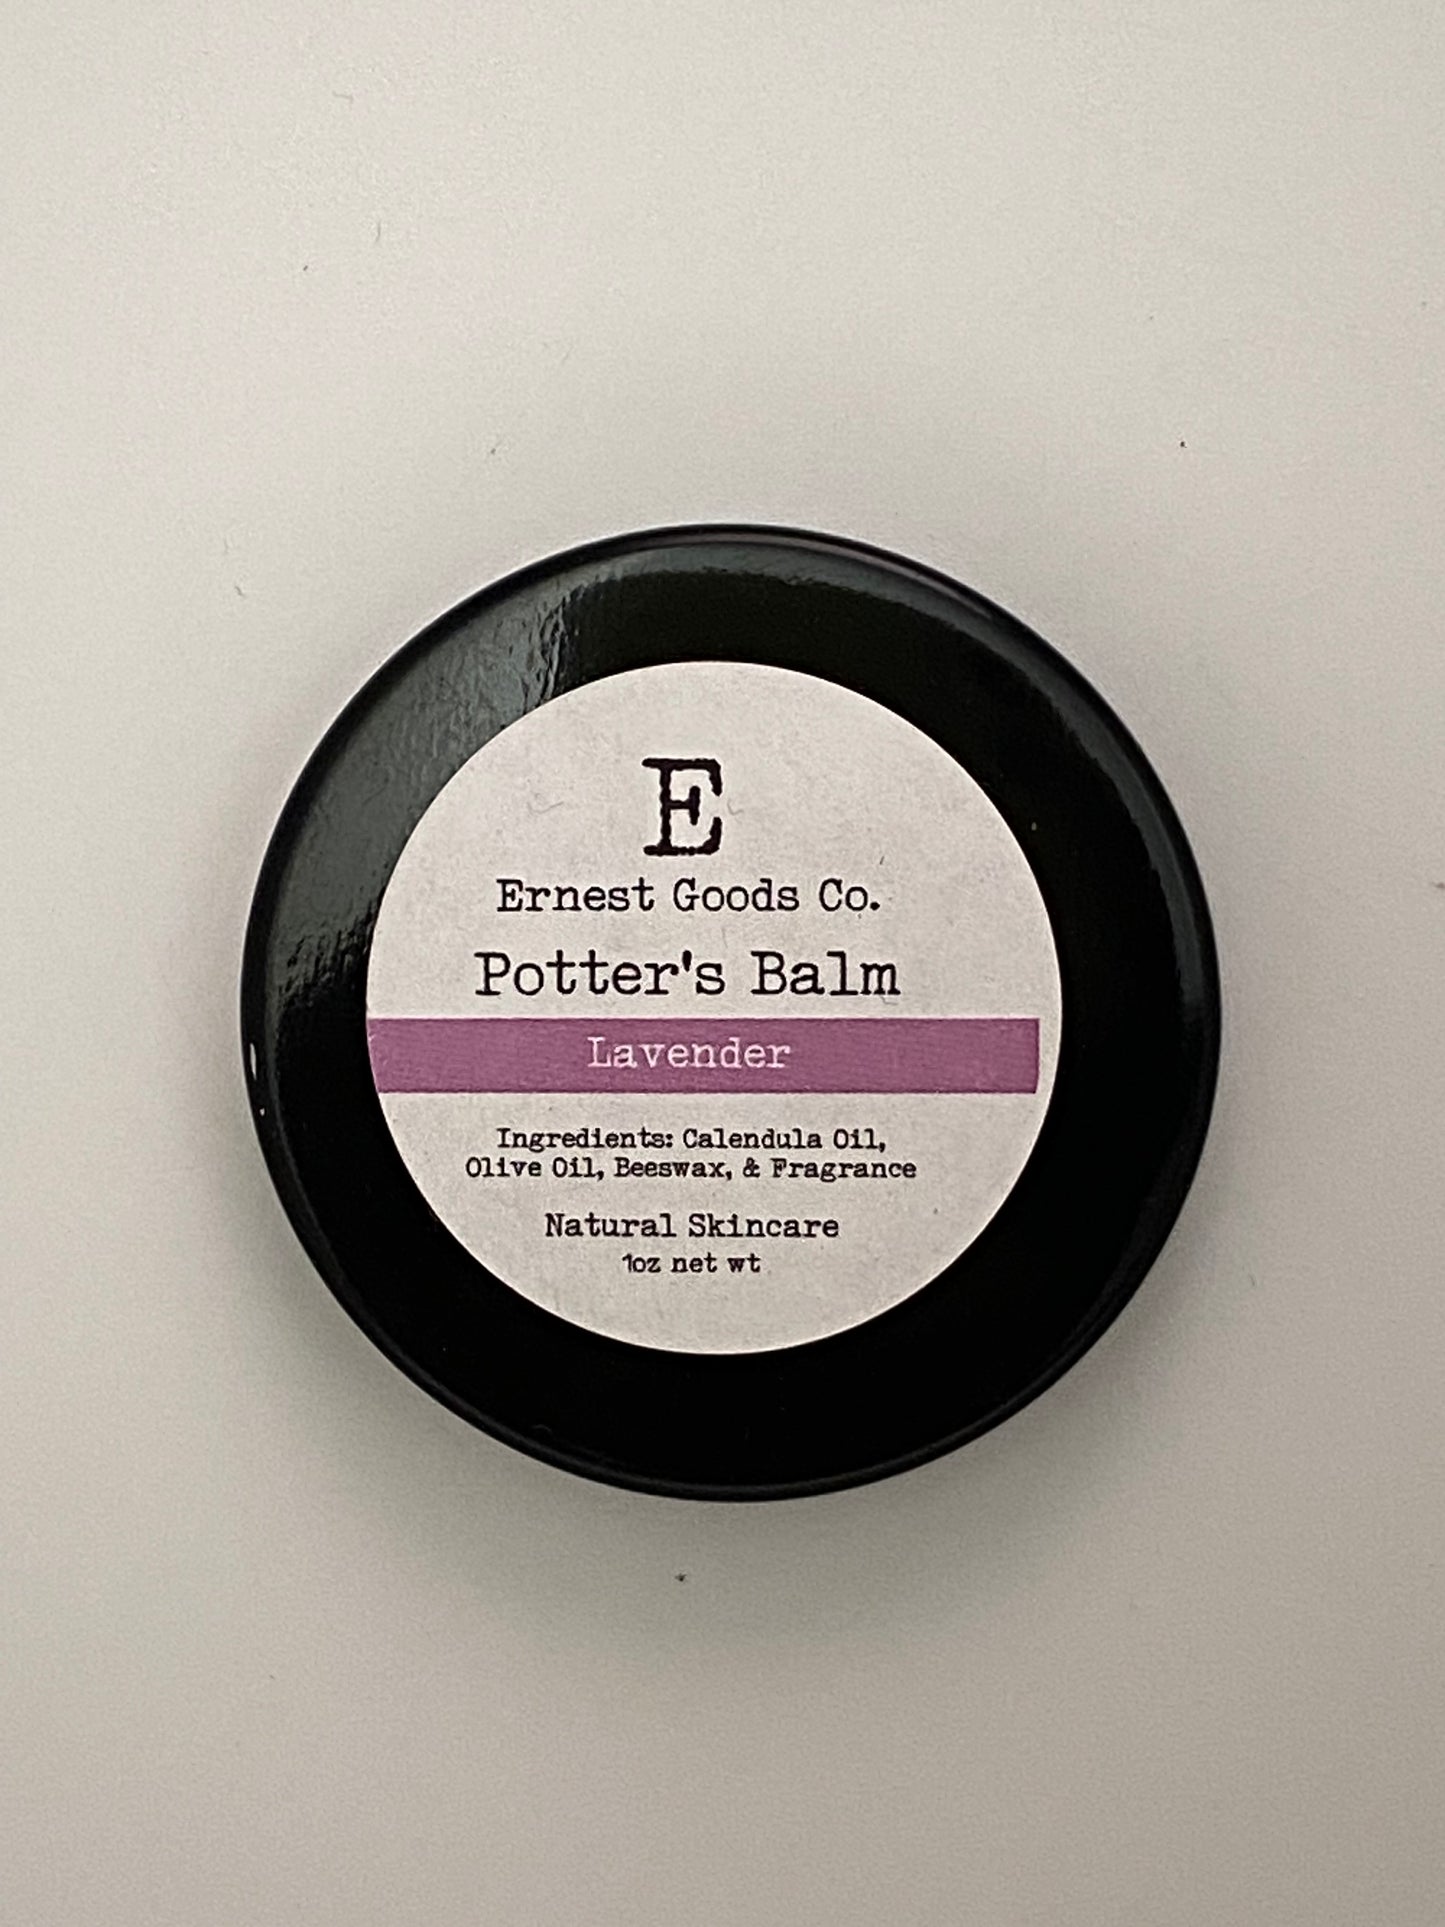 E
Ernest Goods Co.
Potter's Balm
Lavender
Ingredients: Calendula Oil,
Olive Oil, Beeswax, & Fragrance
Natural Skincare
1oz net wt